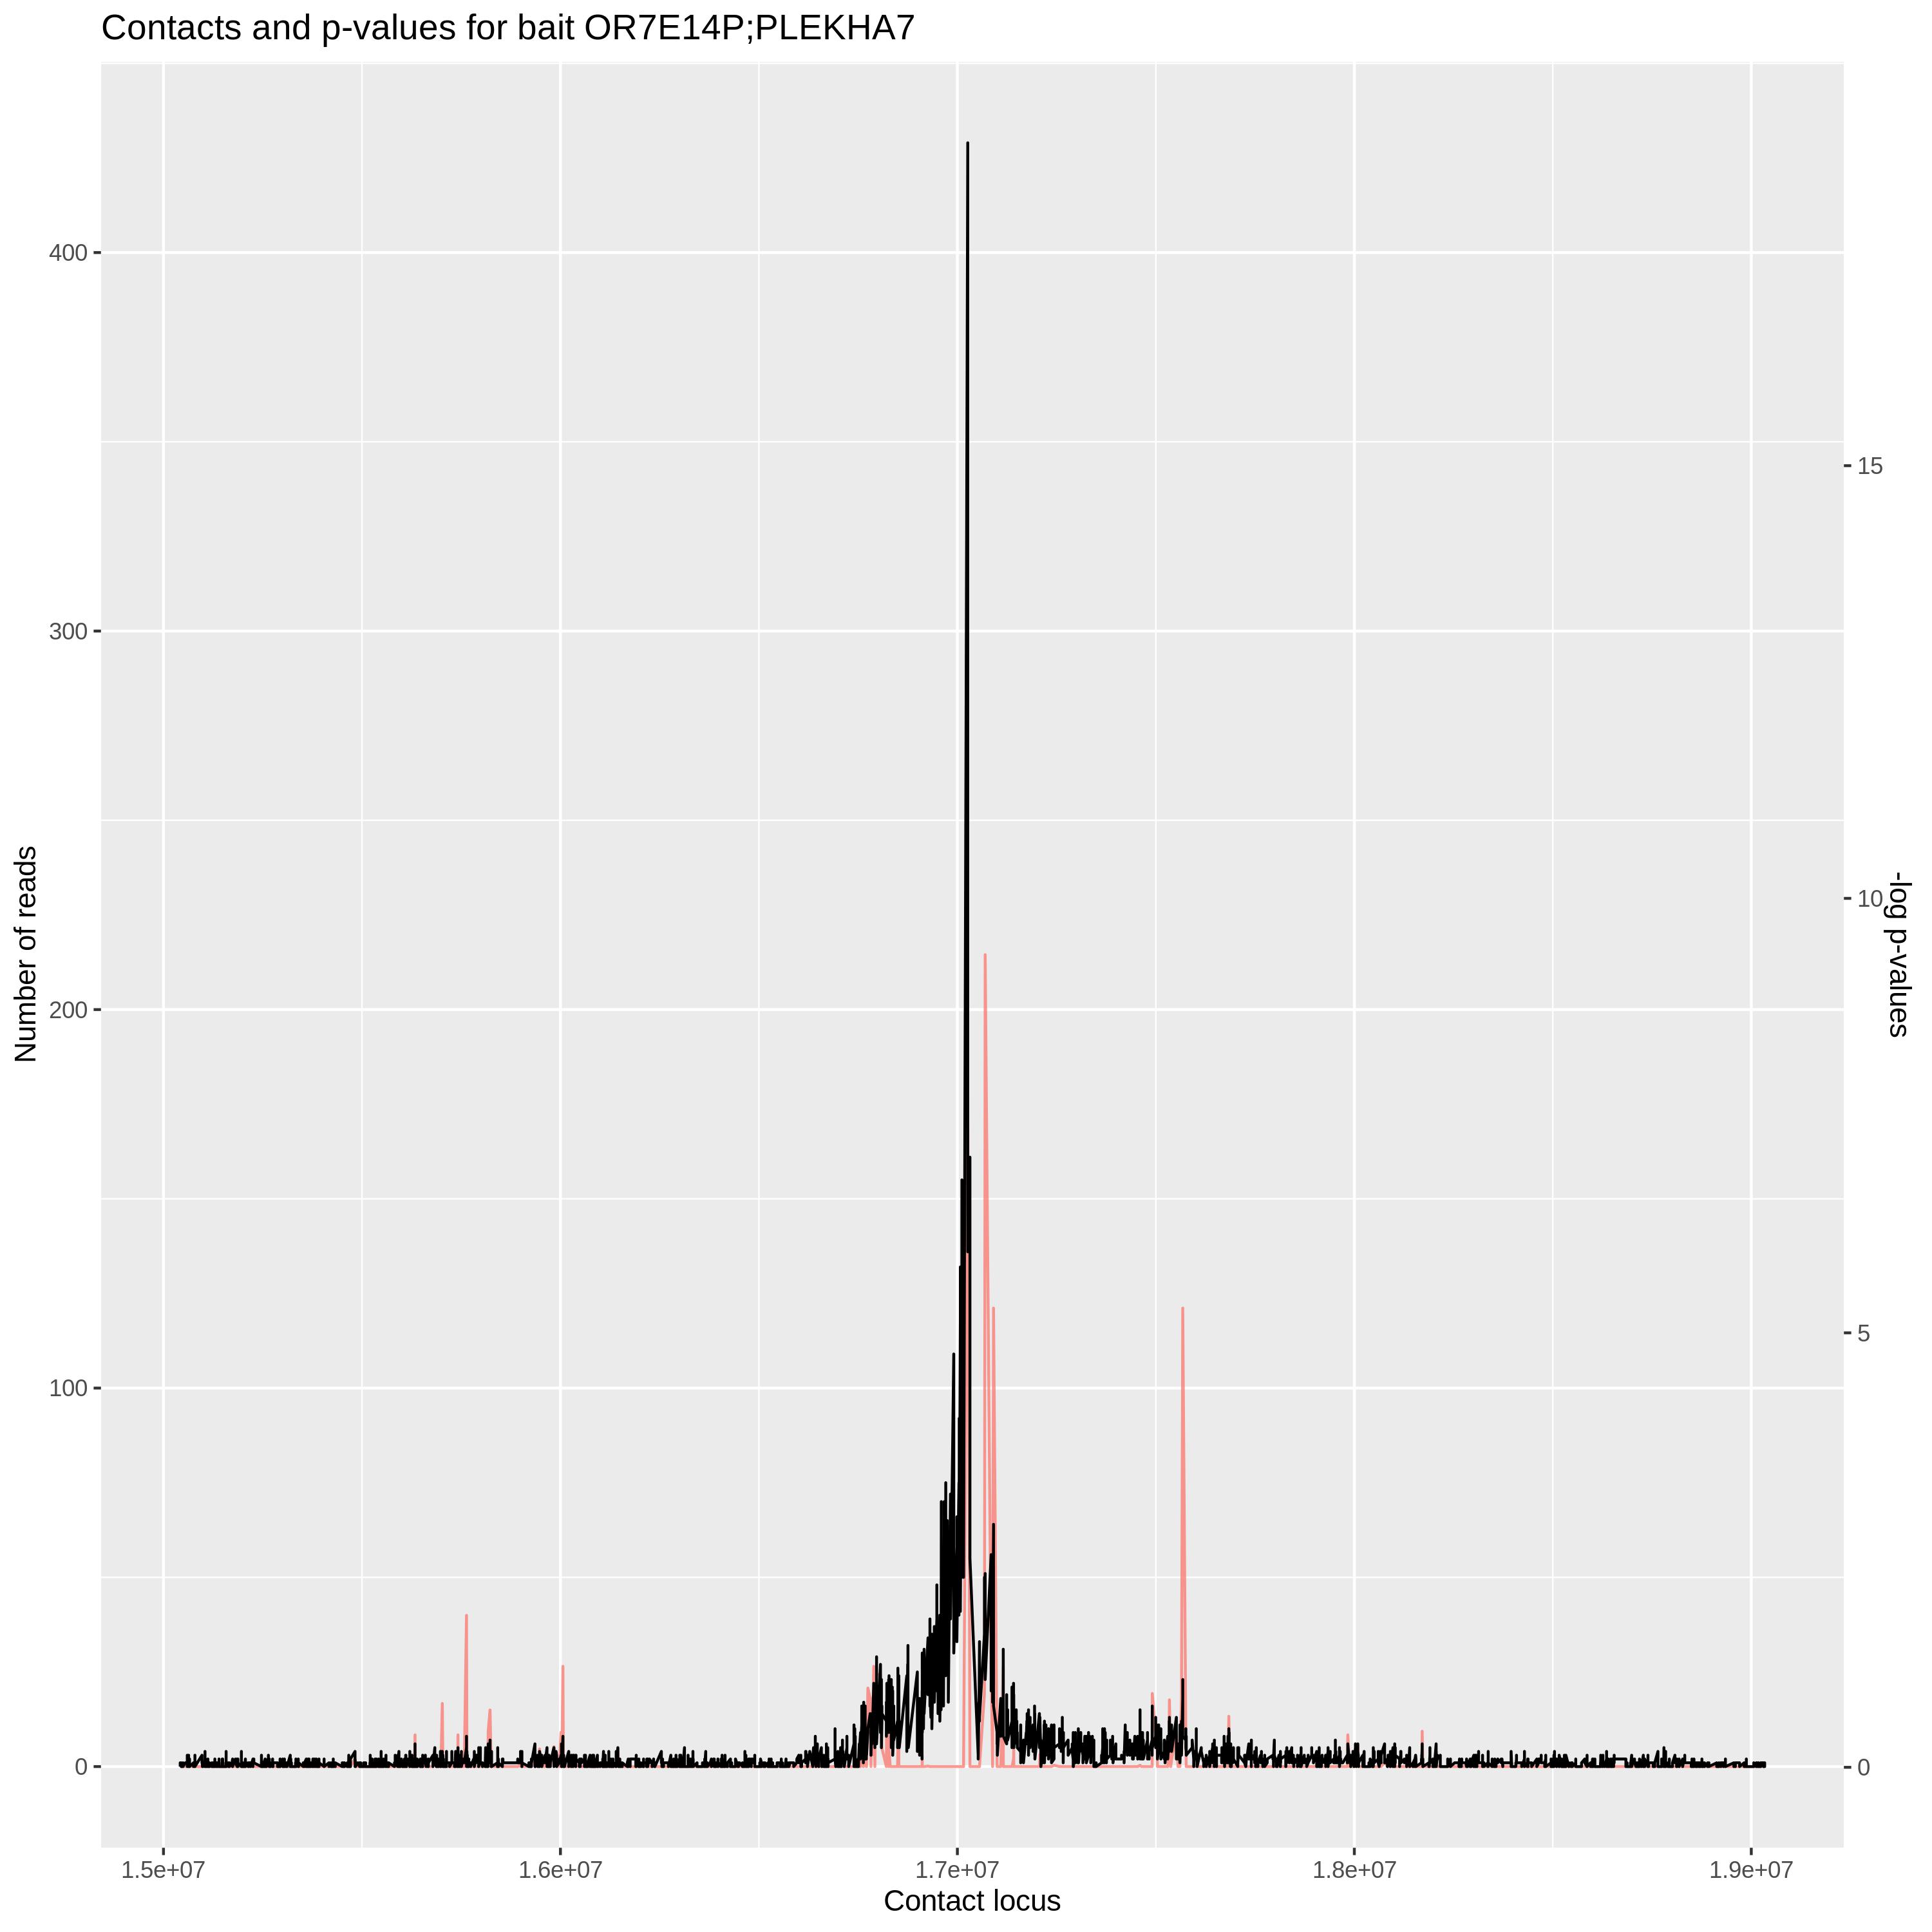 Contacts and p-values for bait OR7E14P;PLEKHA7
400
300
200
100
0
Number of reads
15
10
5
0
-log p-values
1.5e+07 1.6e+07 1.7e+07 1.8e+07 1.9e+07
Contact locus